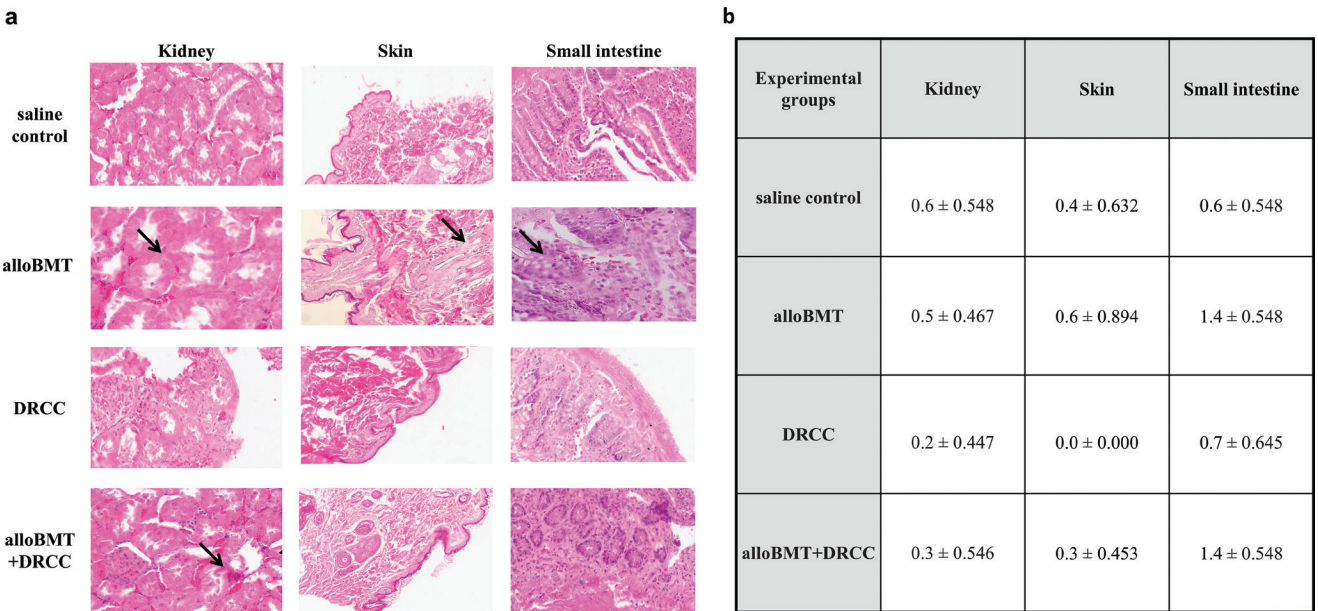 a
Kidney
Skin
Small intestine
saline
control
alloBMT
DRCC
alloBMT
+DRCC
b
Experimental
groups
Kidney
Skin
Small intestine
saline control
0.6 ± 0.548
0.4 ± 0.632
0.6 ± 0.548
alloBMT
0.5 ± 0.467
0.6 ± 0.894
1.4 ± 0.548
DRCC
0.2 ± 0.447
0.0 ± 0.000
0.7 ± 0.645
alloBMT+DRCC
0.3 ± 0.546
0.3 ± 0.453
1.4 ± 0.548